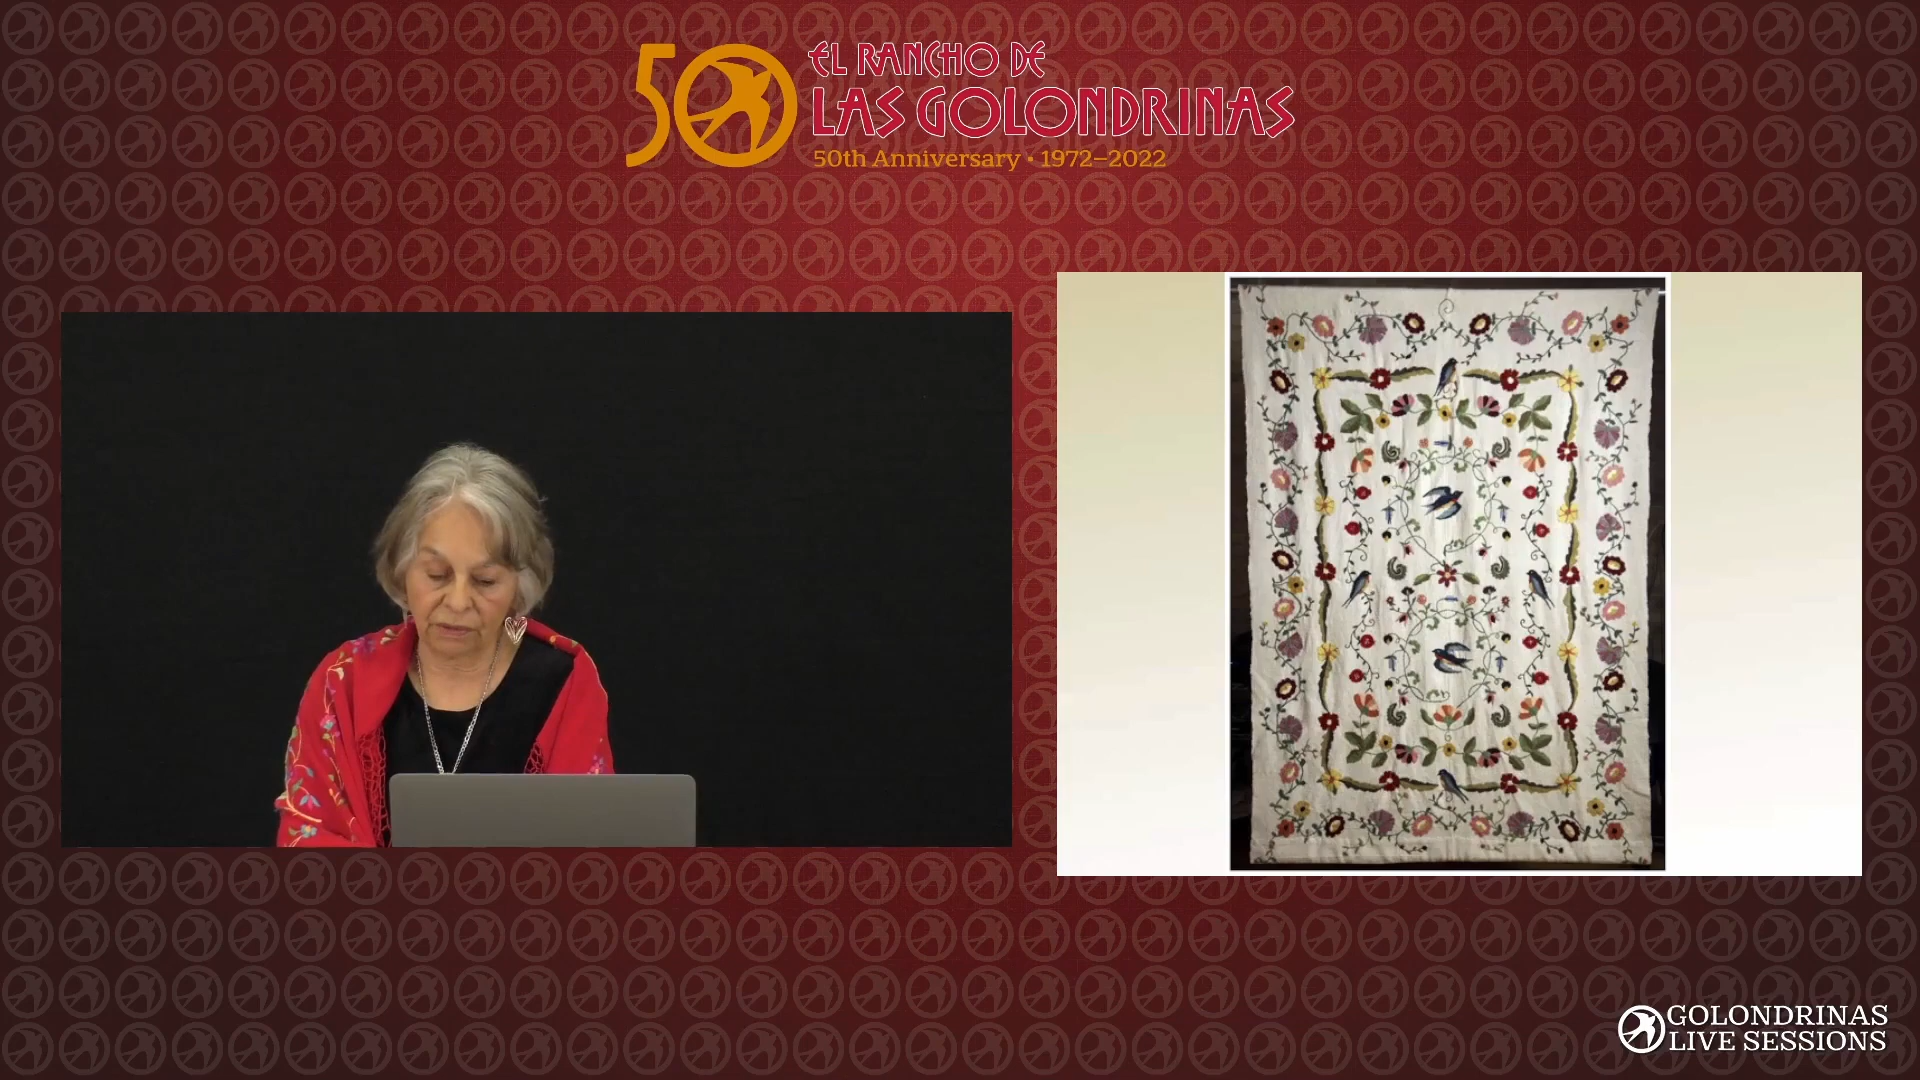 50
EL RANCHO DE
LAS GOLONDRINAS
50th Anniversary • 1972–2022
GOLONDRINAS
LIVE SESSIONS